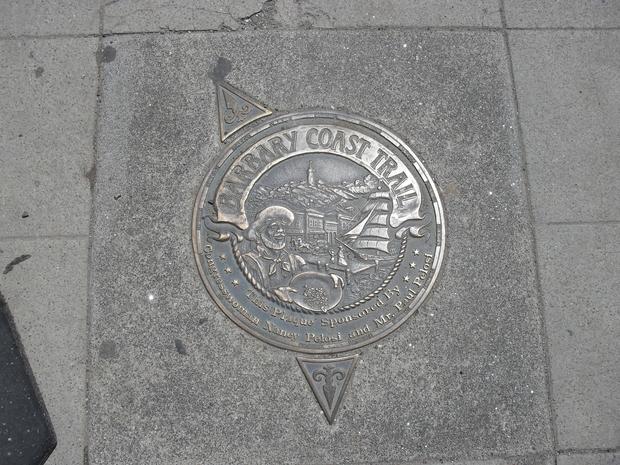 BARBARY COAST TRAIL
This Plaque Sponsored By
Congresswoman Nancy Pelosi and Mr. Paul Pelosi